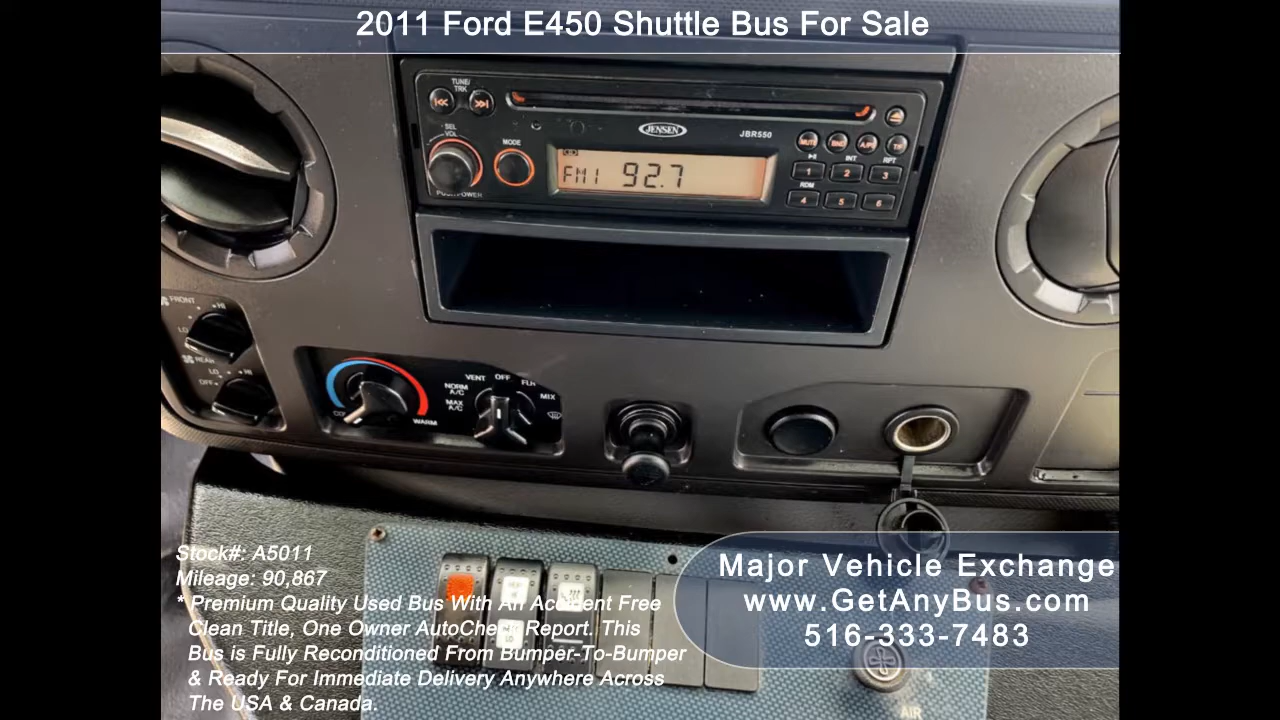 2011 Ford E450 Shuttle Bus For Sale
TUNE/
TRK
SEL
VOL
MODE
JENSEN
JBR550
FM1 92.7
INT RPT
1 2 3
RDM
4 5 6
FRONT
HI
LO
REAR
LO HI
OFF
WARM
VENT OFF
NORM
A/C
MIX
MAX
A/C
Stock#: A5011
Mileage: 90,867
* Premium Quality Used Bus With An Accident Free
Clean Title, One Owner AutoCheck Report. This
Bus is Fully Reconditioned From Bumper-To-Bumper
& Ready For Immediate Delivery Anywhere Across
The USA & Canada.
Major Vehicle Exchange
www.GetAnyBus.com
516-333-7483
AIR